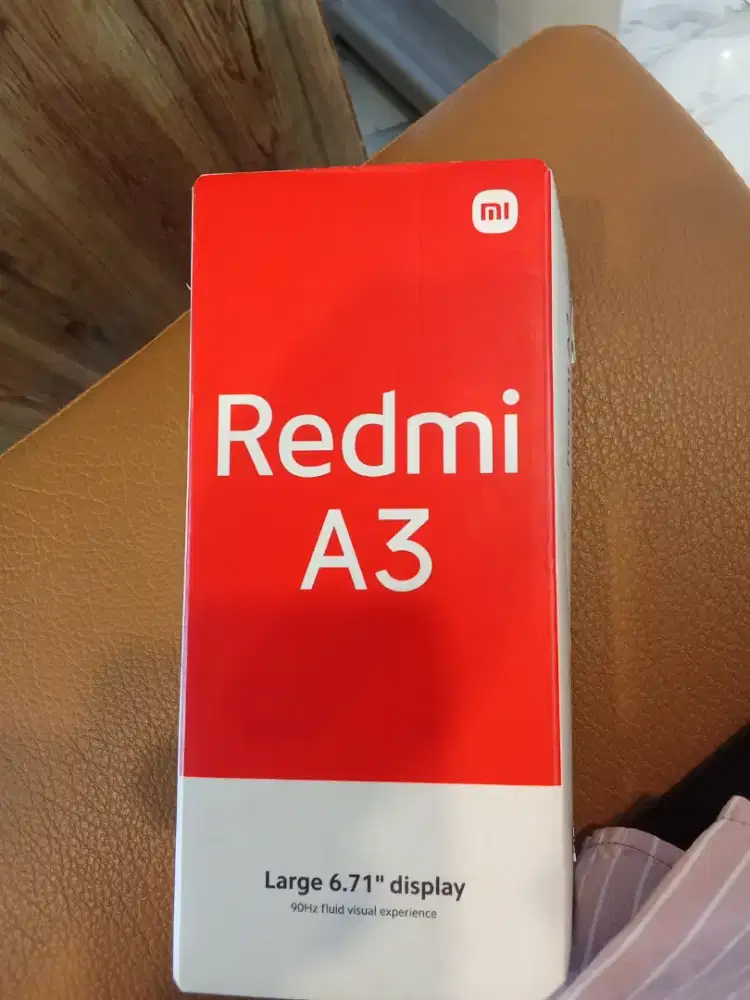 mi
Redmi
A3
Large 6.71" display
90Hz fluid visual experience